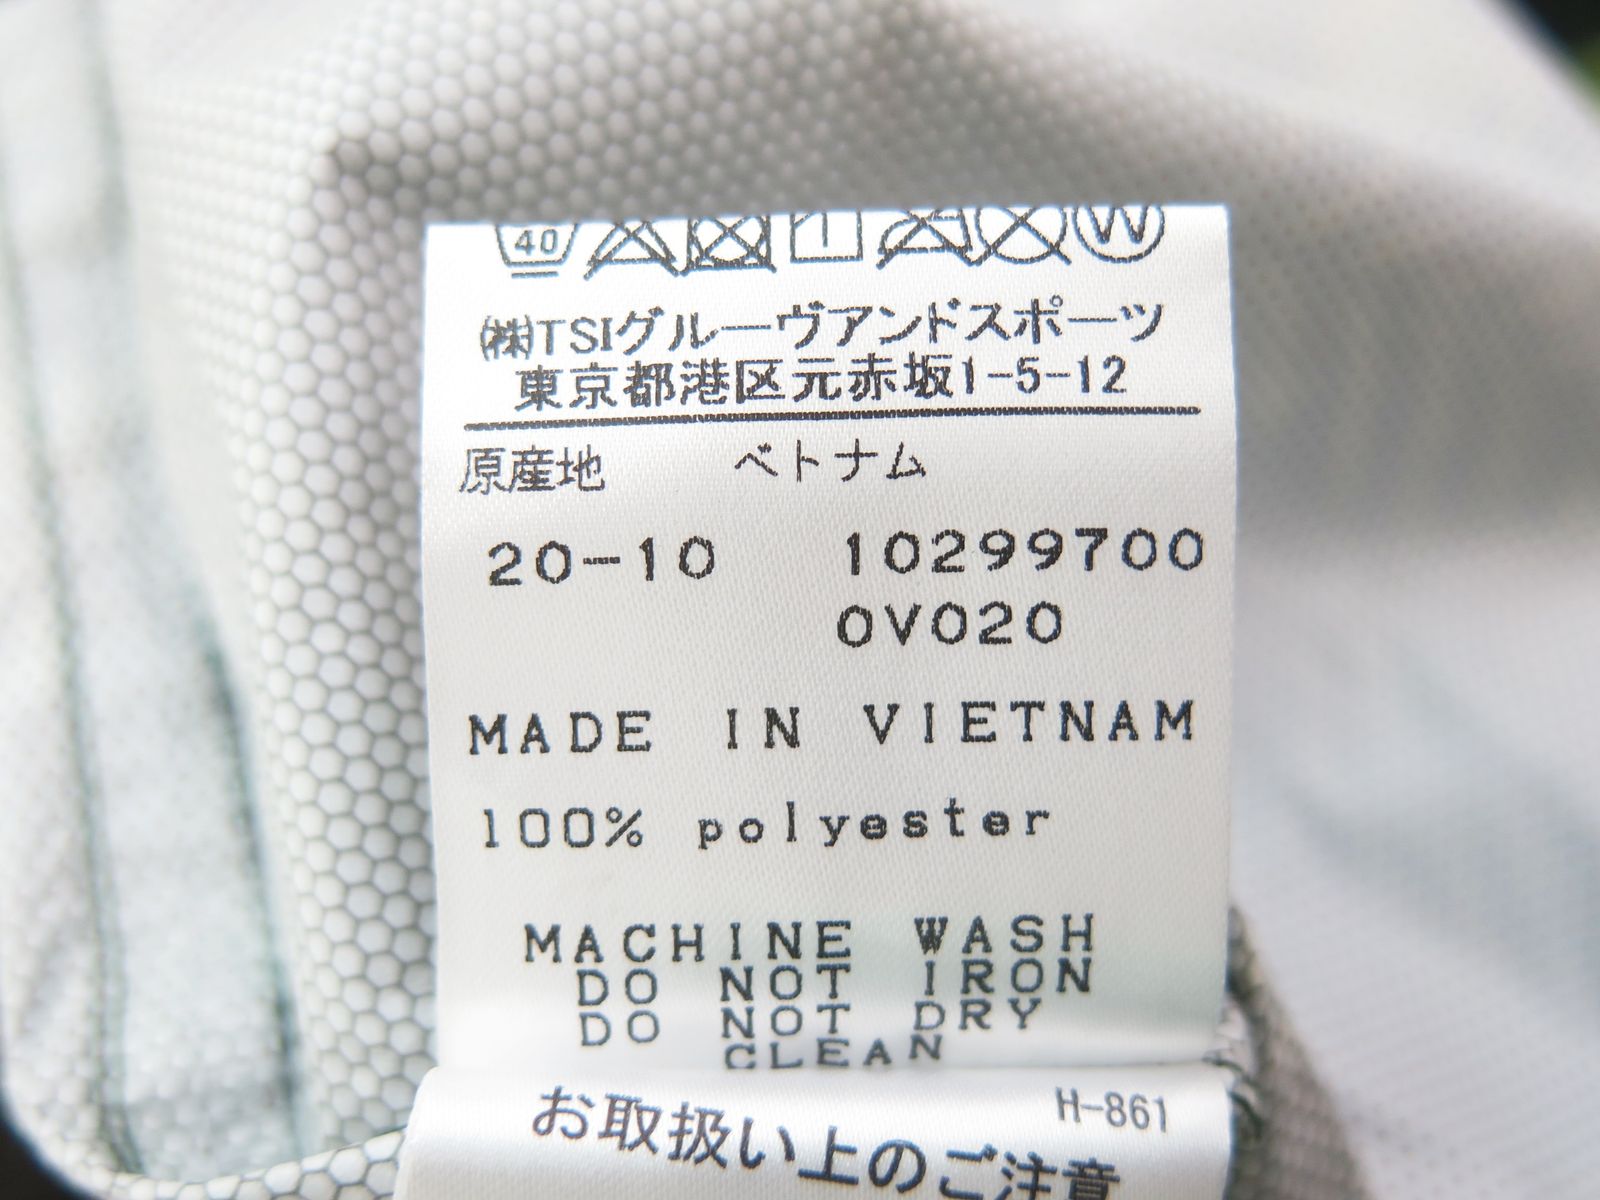 40
W
㈱TSIグルーヴアンドスポーツ
東京都港区元赤坂1-5-12
原産地 ベトナム
20-10 10299700
0V020
MADE IN VIETNAM
100% polyester
MACHINE WASH
DO NOT IRON
DO NOT DRY
CLEAN
H-861
お取扱い上のご注意